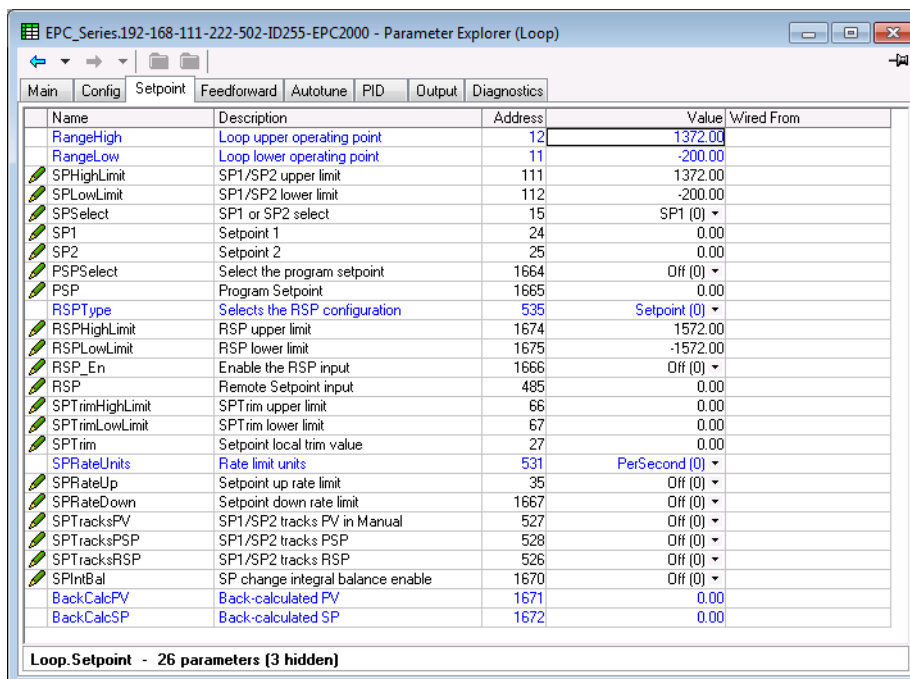 EPC_Series.192-168-111-222-502-ID255-EPC2000 - Parameter Explorer (Loop)
Main Config Setpoint Feedforward Autotune PID Output Diagnostics
Name Description Address Value Wired From
RangeHigh Loop upper operating point 12 1372.00
RangeLow Loop lower operating point 11 -200.00
SPHighLimit SP1/SP2 upper limit 111 1372.00
SPLowLimit SP1/SP2 lower limit 112 -200.00
SPSelect SP1 or SP2 select 15 SP1 (0)
SP1 Setpoint 1 24 0.00
SP2 Setpoint 2 25 0.00
PSPSelect Select the program setpoint 1664 Off (0)
PSP Program Setpoint 1665 0.00
RSPType Selects the RSP configuration 535 Setpoint (0)
RSPHighLimit RSP upper limit 1674 1572.00
RSPLowLimit RSP lower limit 1675 -1572.00
RSP_En Enable the RSP input 1666 Off (0)
RSP Remote Setpoint input 485 0.00
SPTrimHighLimit SPTrim upper limit 66 0.00
SPTrimLowLimit SPTrim lower limit 67 0.00
SPTrim Setpoint local trim value 27 0.00
SPRateUnits Rate limit units 531 PerSecond (0)
SPRateUp Setpoint up rate limit 35 Off (0)
SPRateDown Setpoint down rate limit 1667 Off (0)
SPTracksPV SP1/SP2 tracks PV in Manual 527 Off (0)
SPTracksPSP SP1/SP2 tracks PSP 528 Off (0)
SPTracksRSP SP1/SP2 tracks RSP 526 Off (0)
SPIntBal SP change integral balance enable 1670 Off (0)
BackCalcPV Back-calculated PV 1671 0.00
BackCalcSP Back-calculated SP 1672 0.00
Loop.Setpoint - 26 parameters (3 hidden)